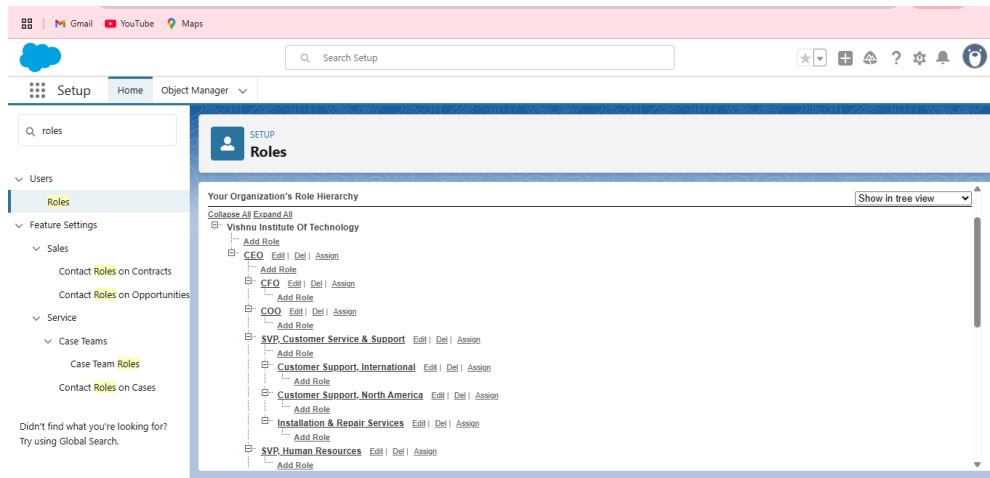 Gmail YouTube Maps
Search Setup
Setup Home Object Manager
roles
SETUP
Roles
Users
Roles
Feature Settings
Sales
Contact Roles on Contracts
Contact Roles on Opportunities
Service
Case Teams
Case Team Roles
Contact Roles on Cases
Didn't find what you're looking for?
Try using Global Search.
Your Organization's Role Hierarchy
Show in tree view
Collapse All Expand All
Vishnu Institute Of Technology
Add Role
CEO Edit | Del | Assign
Add Role
CFO Edit | Del | Assign
Add Role
COO Edit | Del | Assign
Add Role
SVP, Customer Service & Support Edit | Del | Assign
Add Role
Customer Support, International Edit | Del | Assign
Add Role
Customer Support, North America Edit | Del | Assign
Add Role
Installation & Repair Services Edit | Del | Assign
Add Role
SVP, Human Resources Edit | Del | Assign
Add Role